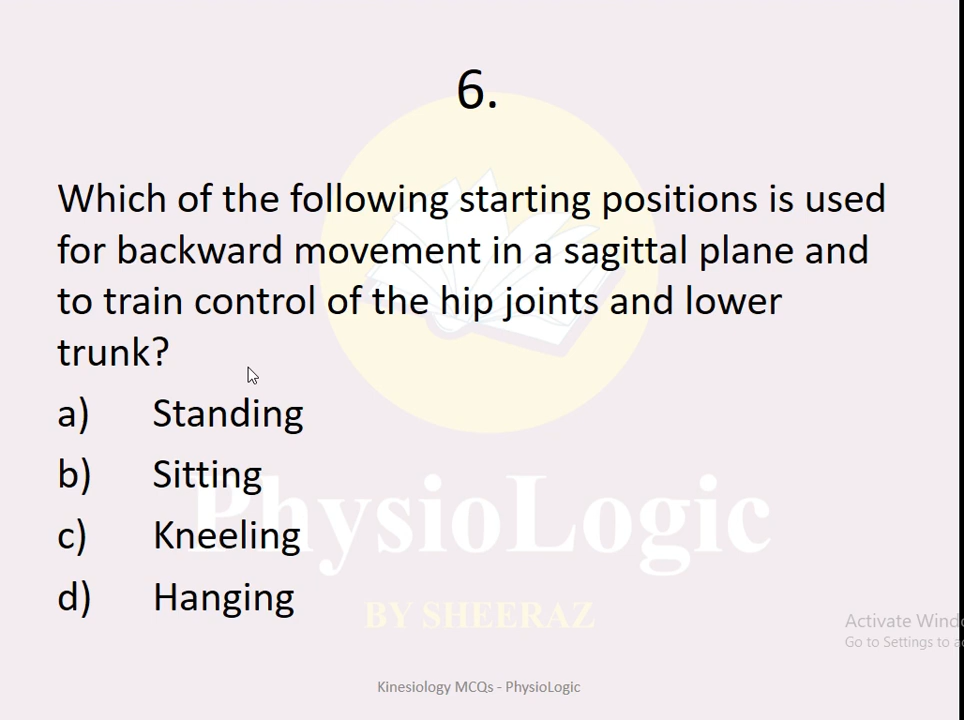 6.
Which of the following starting positions is used
for backward movement in a sagittal plane and
to train control of the hip joints and lower
trunk?
a) Standing
b) Sitting
c) Kneeling
d) Hanging
PhysioLogic
BY SHEERAZ
Activate
Go to Settings to
Kinesiology MCQs - PhysioLogic